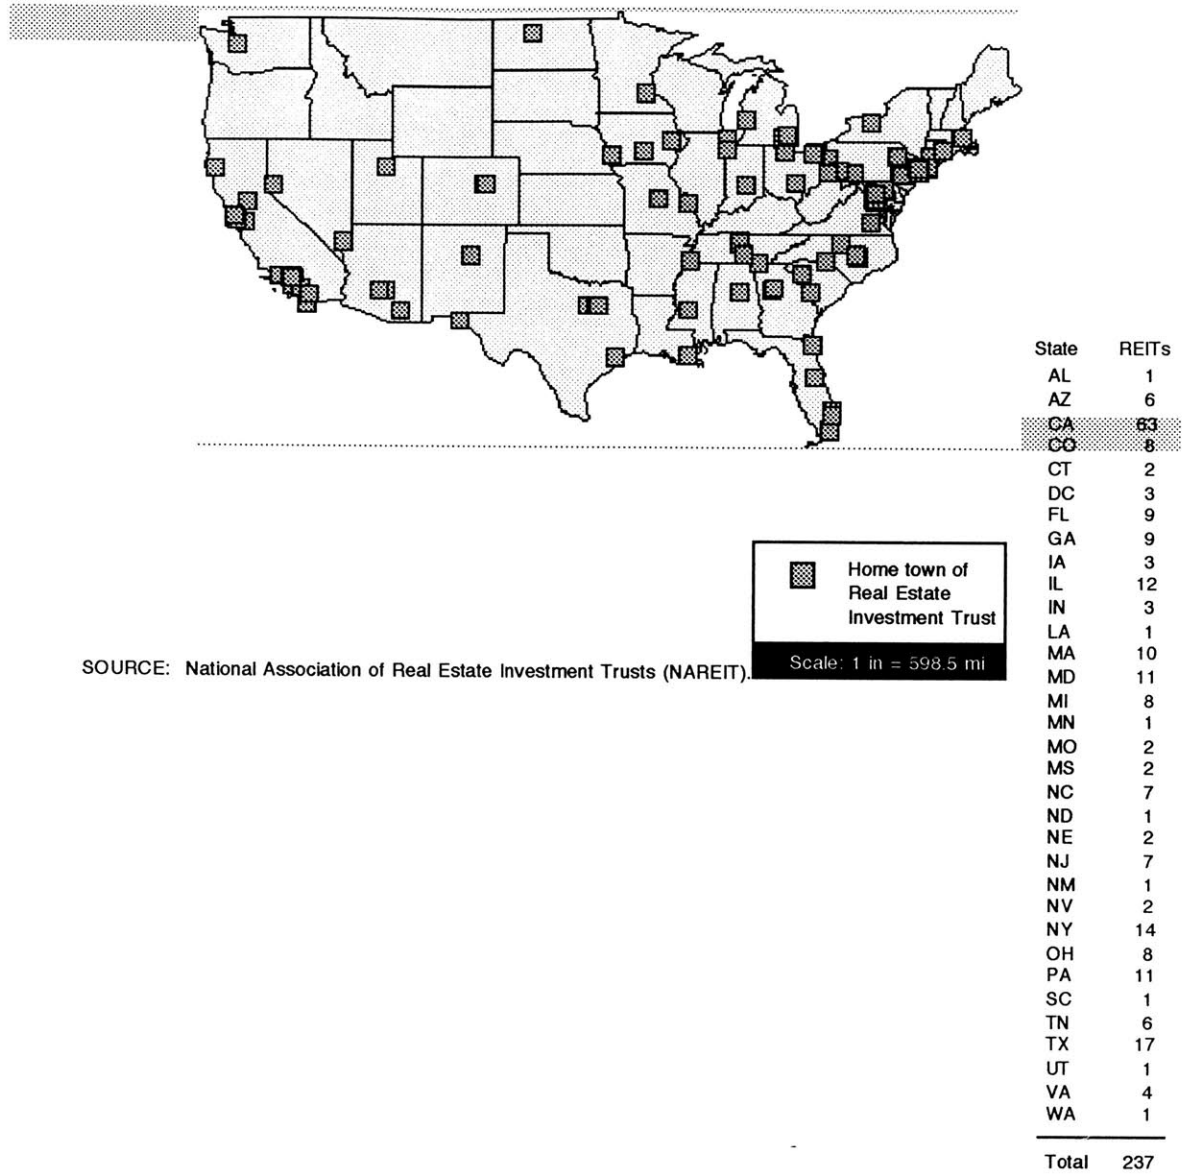 State REITs
AL 1
AZ 6
CA 63
CO 8
CT 2
DC 3
FL 9
GA 9
IA 3
IL 12
IN 3
LA 1
MA 10
MD 11
MI 8
MN 1
MO 2
MS 2
NC 7
ND 1
NE 2
NJ 7
NM 1
NV 2
NY 14
OH 8
PA 11
SC 1
TN 6
TX 17
UT 1
VA 4
WA 1
Total 237
Home town of
Real Estate
Investment Trust
Scale: 1 in = 598.5 mi
SOURCE: National Association of Real Estate Investment Trusts (NAREIT).